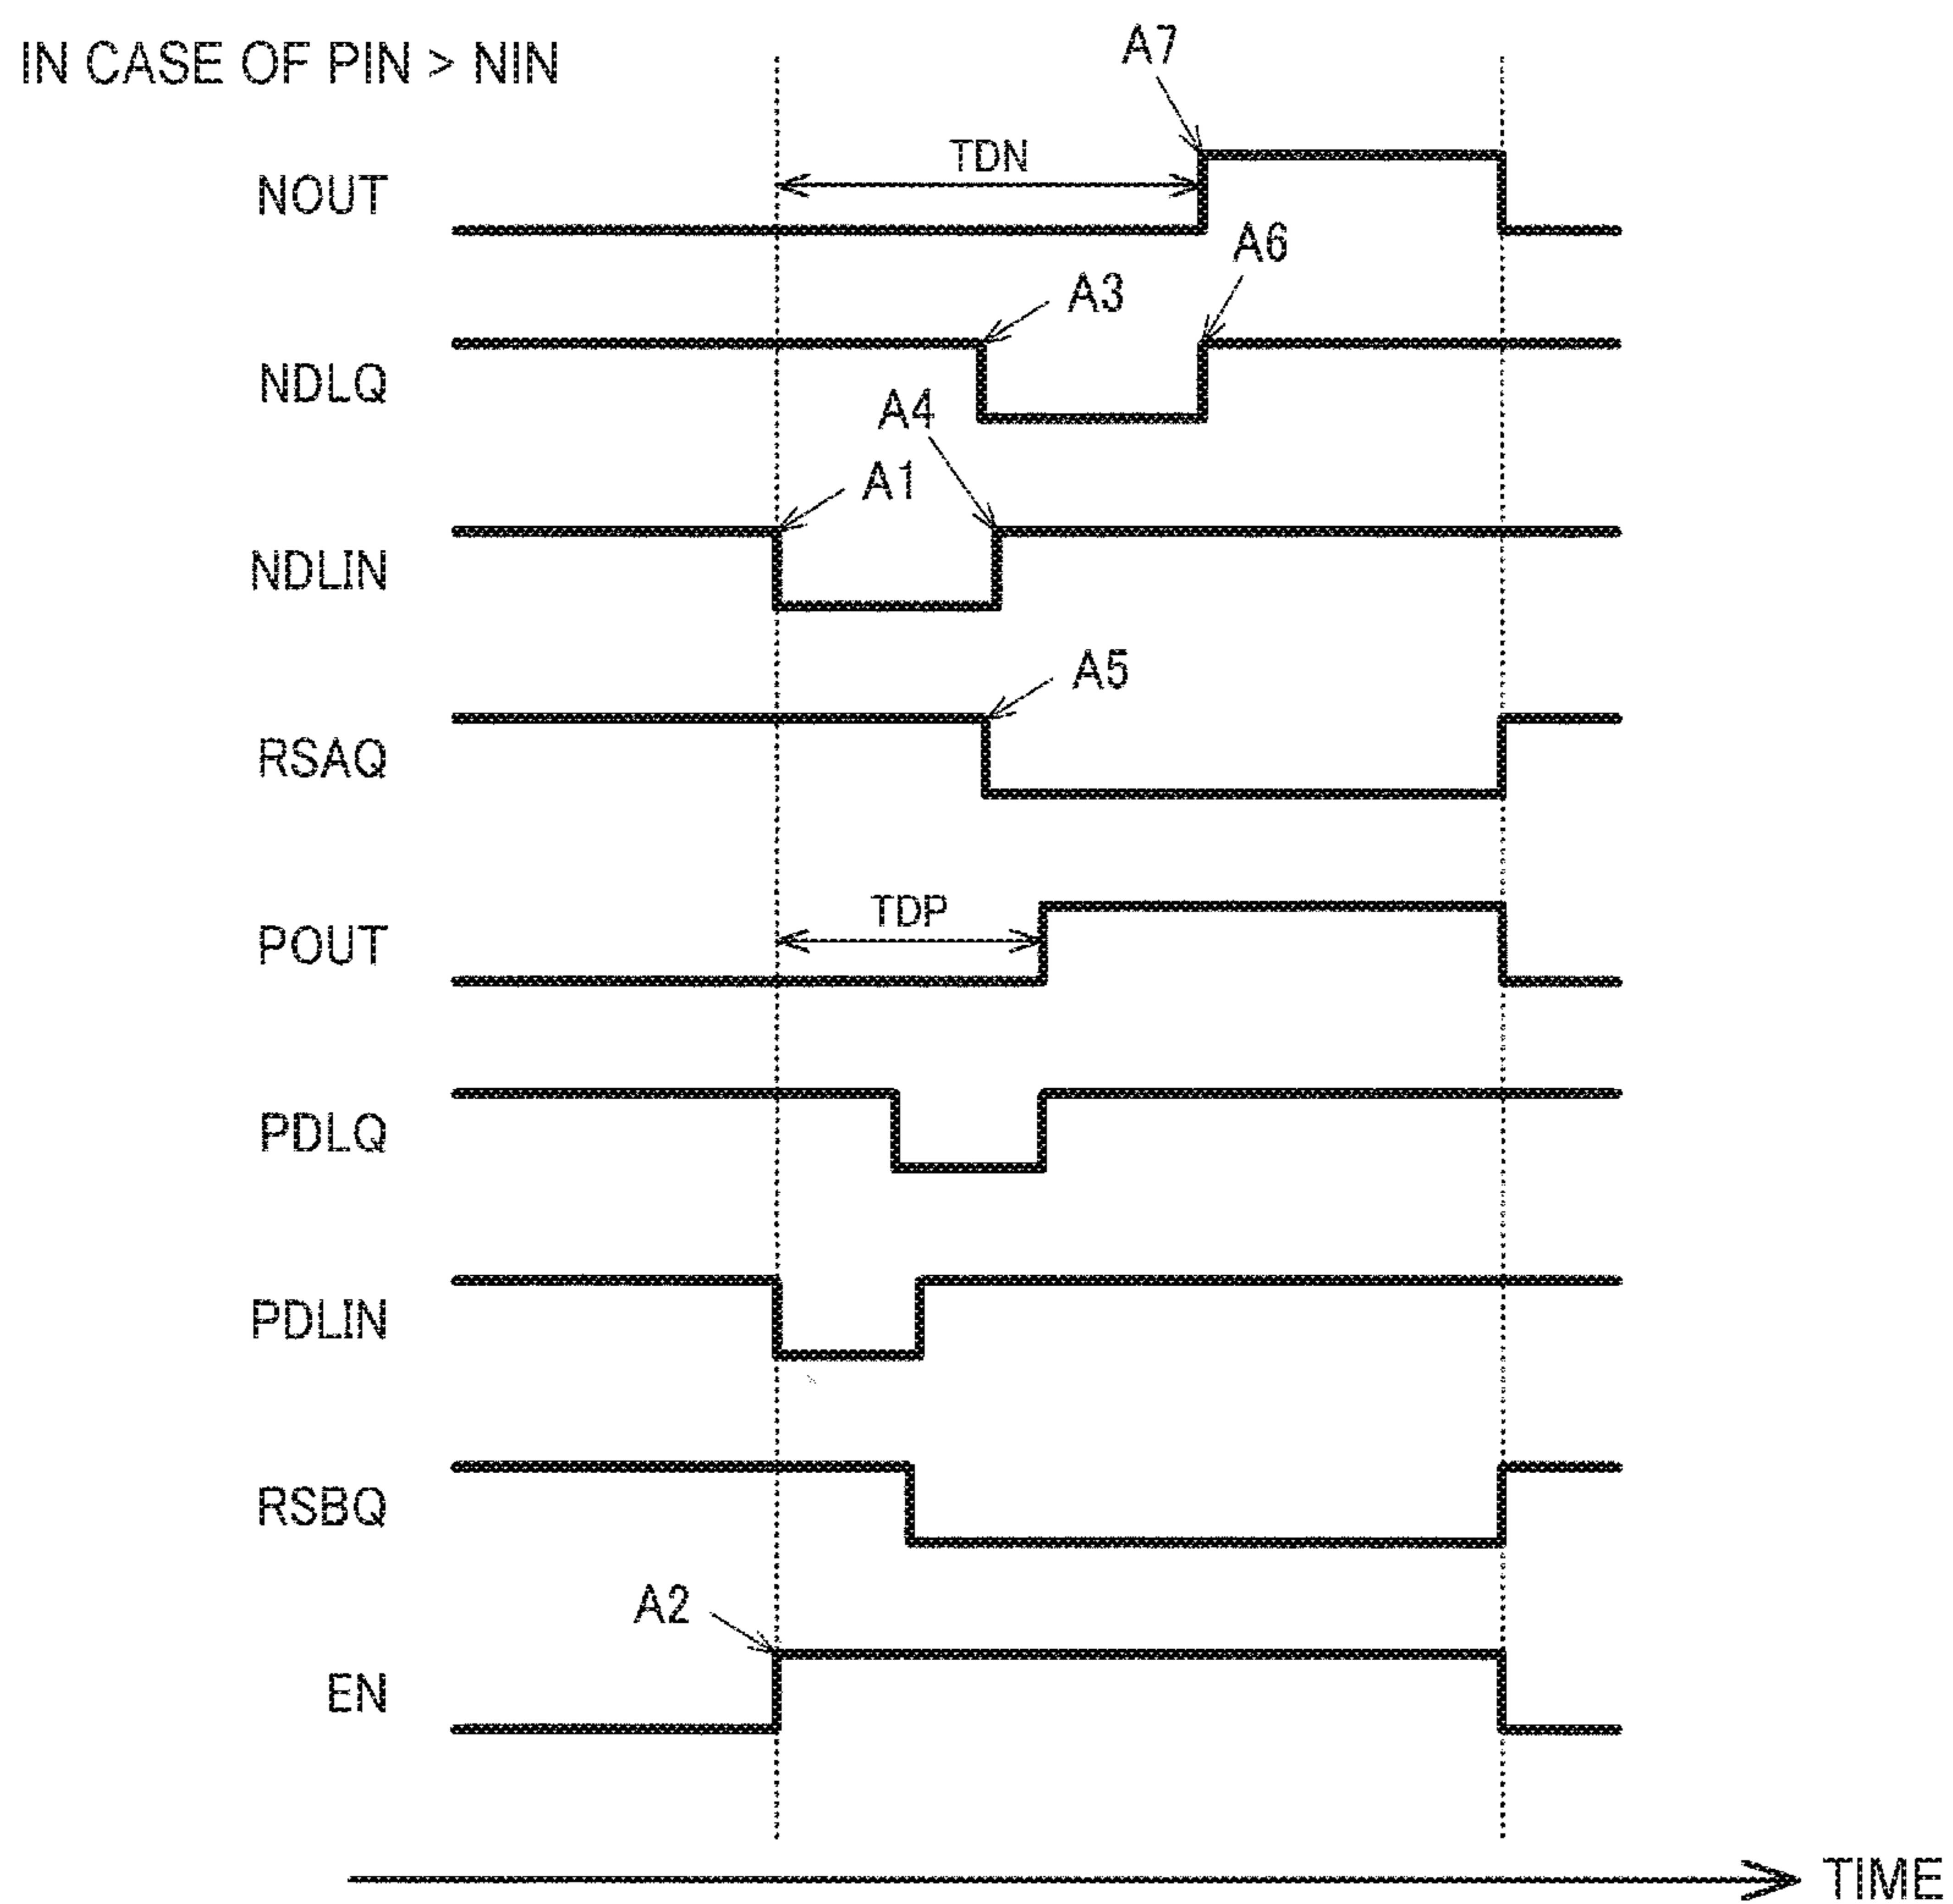 IN CASE OF PIN > NIN
A7
TDN
NOUT
A6
A3
NDLQ
A4
A1
NDLIN
A5
RSAQ
TDP
POUT
PDLQ
PDLIN
RSBQ
A2
EN
TIME